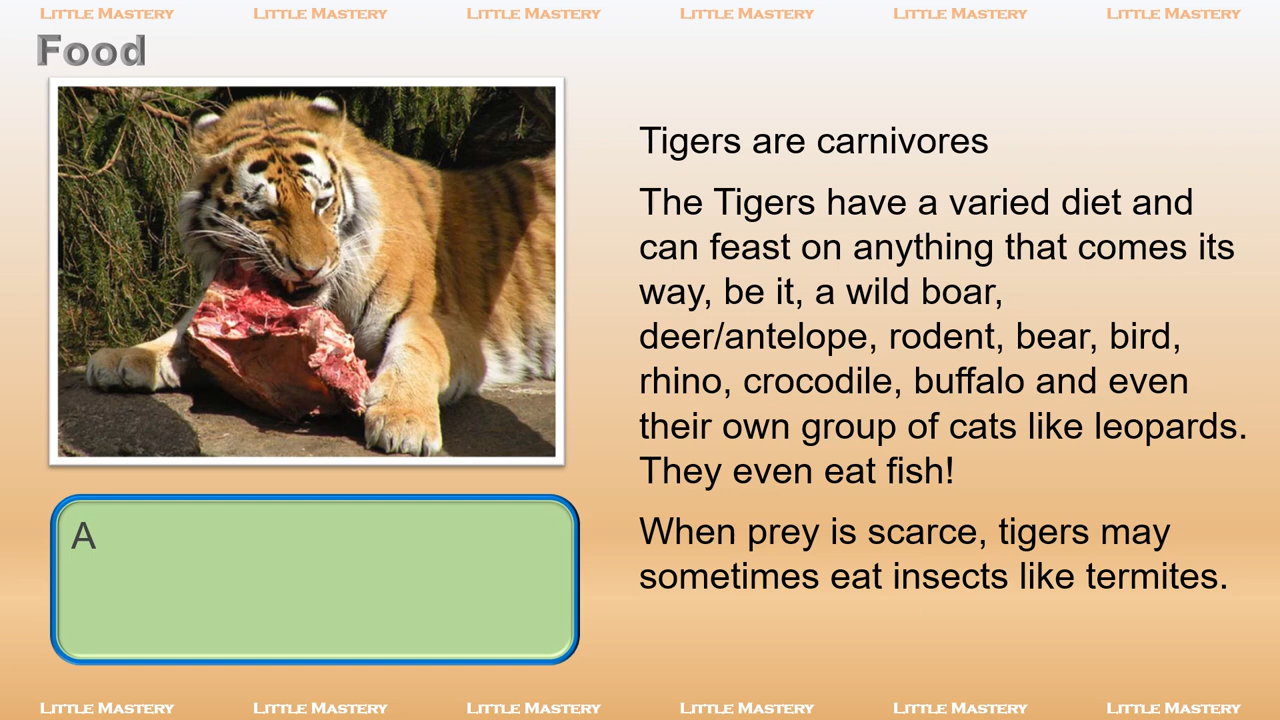 Little Mastery Little Mastery Little Mastery Little Mastery Little Mastery Little Mastery
Food
Tigers are carnivores
The Tigers have a varied diet and
can feast on anything that comes its
way, be it, a wild boar,
deer/antelope, rodent, bear, bird,
rhino, crocodile, buffalo and even
their own group of cats like leopards.
They even eat fish!
When prey is scarce, tigers may
sometimes eat insects like termites.
A
Little Mastery Little Mastery Little Mastery Little Mastery Little Mastery Little Mastery